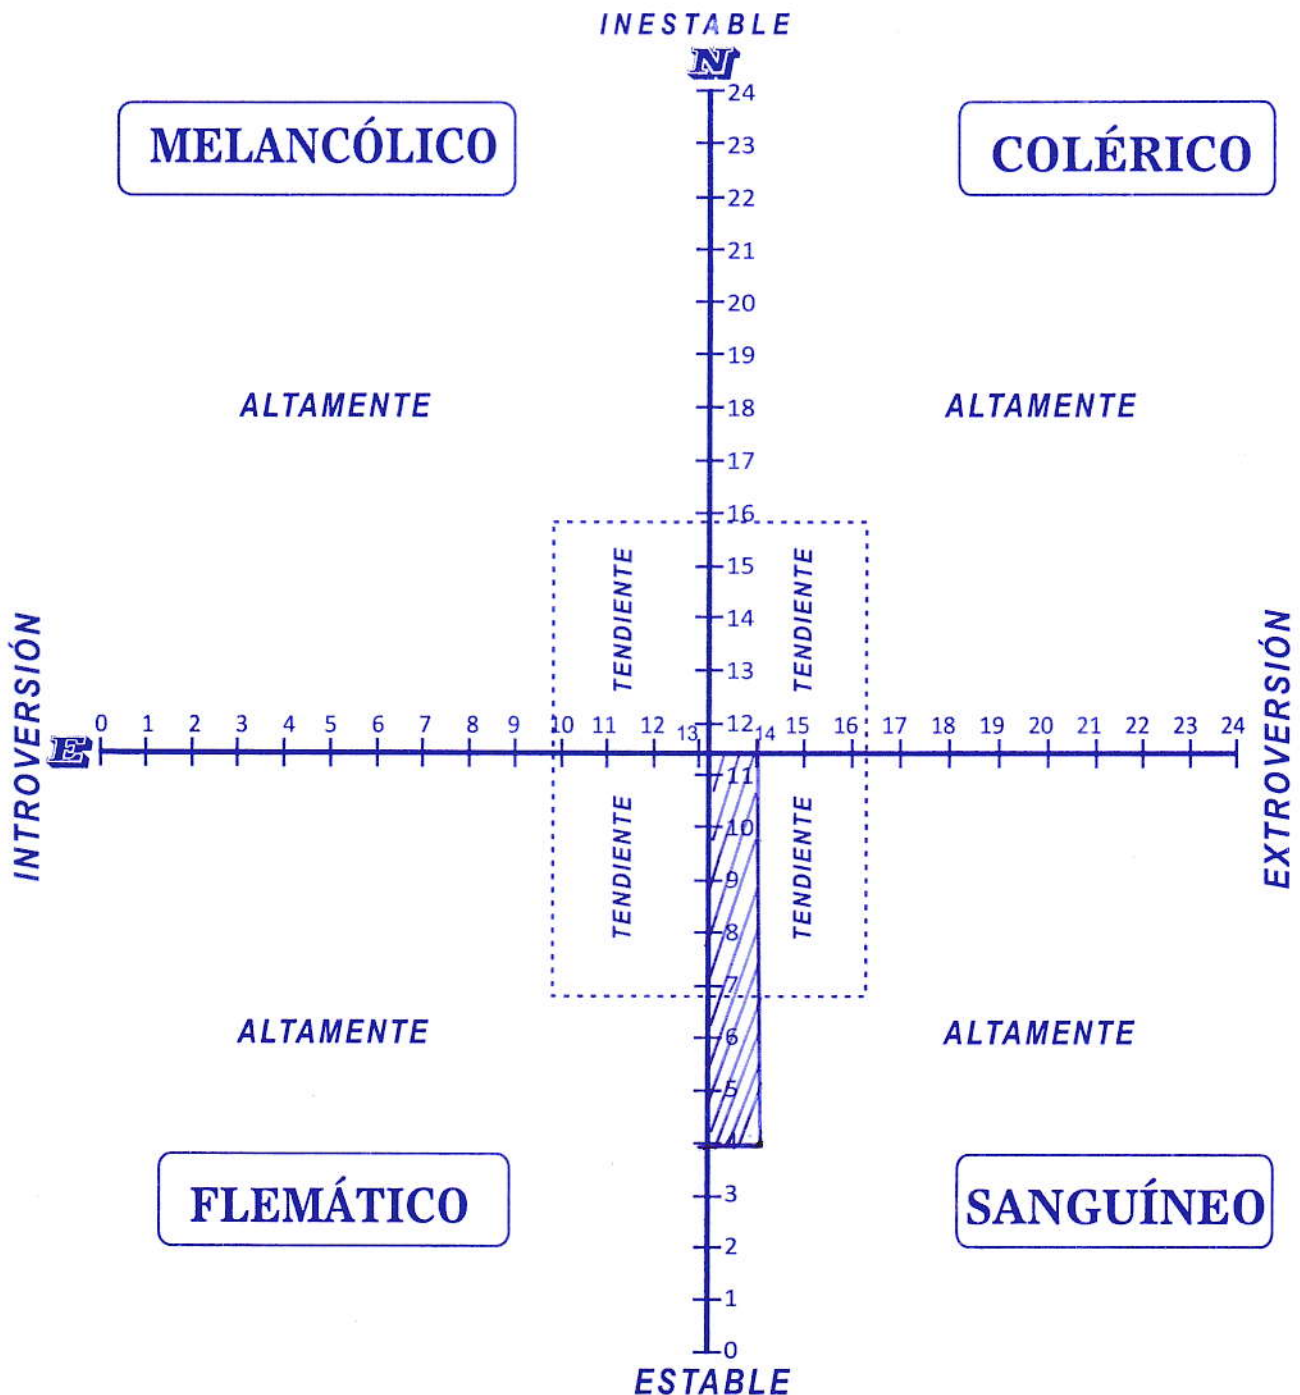 INESTABLE
N
24
MELANCÓLICO
COLÉRICO
23
22
21
20
19
ALTAMENTE
18
ALTAMENTE
17
16
TENDIENTE
15
TENDIENTE
14
13
INTROVERSIÓN
EXTROVERSIÓN
0 1 2 3 4 5 6 7 8 9 10 11 12 13 12 14 15 16 17 18 19 20 21 22 23 24
E
11
TENDIENTE
10
TENDIENTE
9
8
7
ALTAMENTE
6
ALTAMENTE
5
4
FLEMÁTICO
3
SANGUÍNEO
2
1
0
ESTABLE